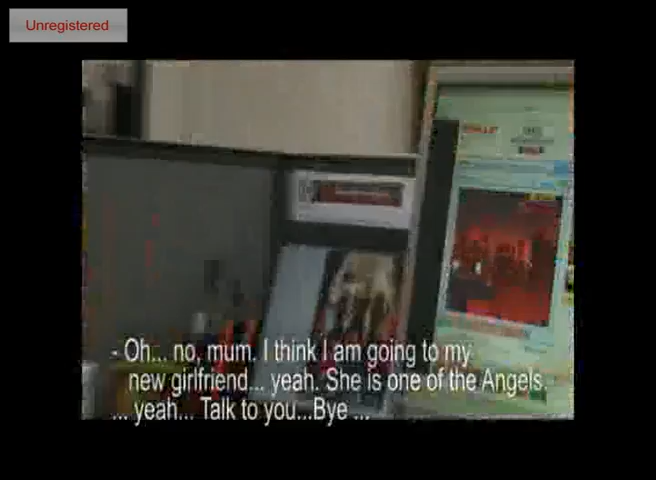 Unregistered
- Oh... no, mum. I think I am going to my
new girlfriend... yeah. She is one of the Angels.
... yeah... Talk to you...Bye ...